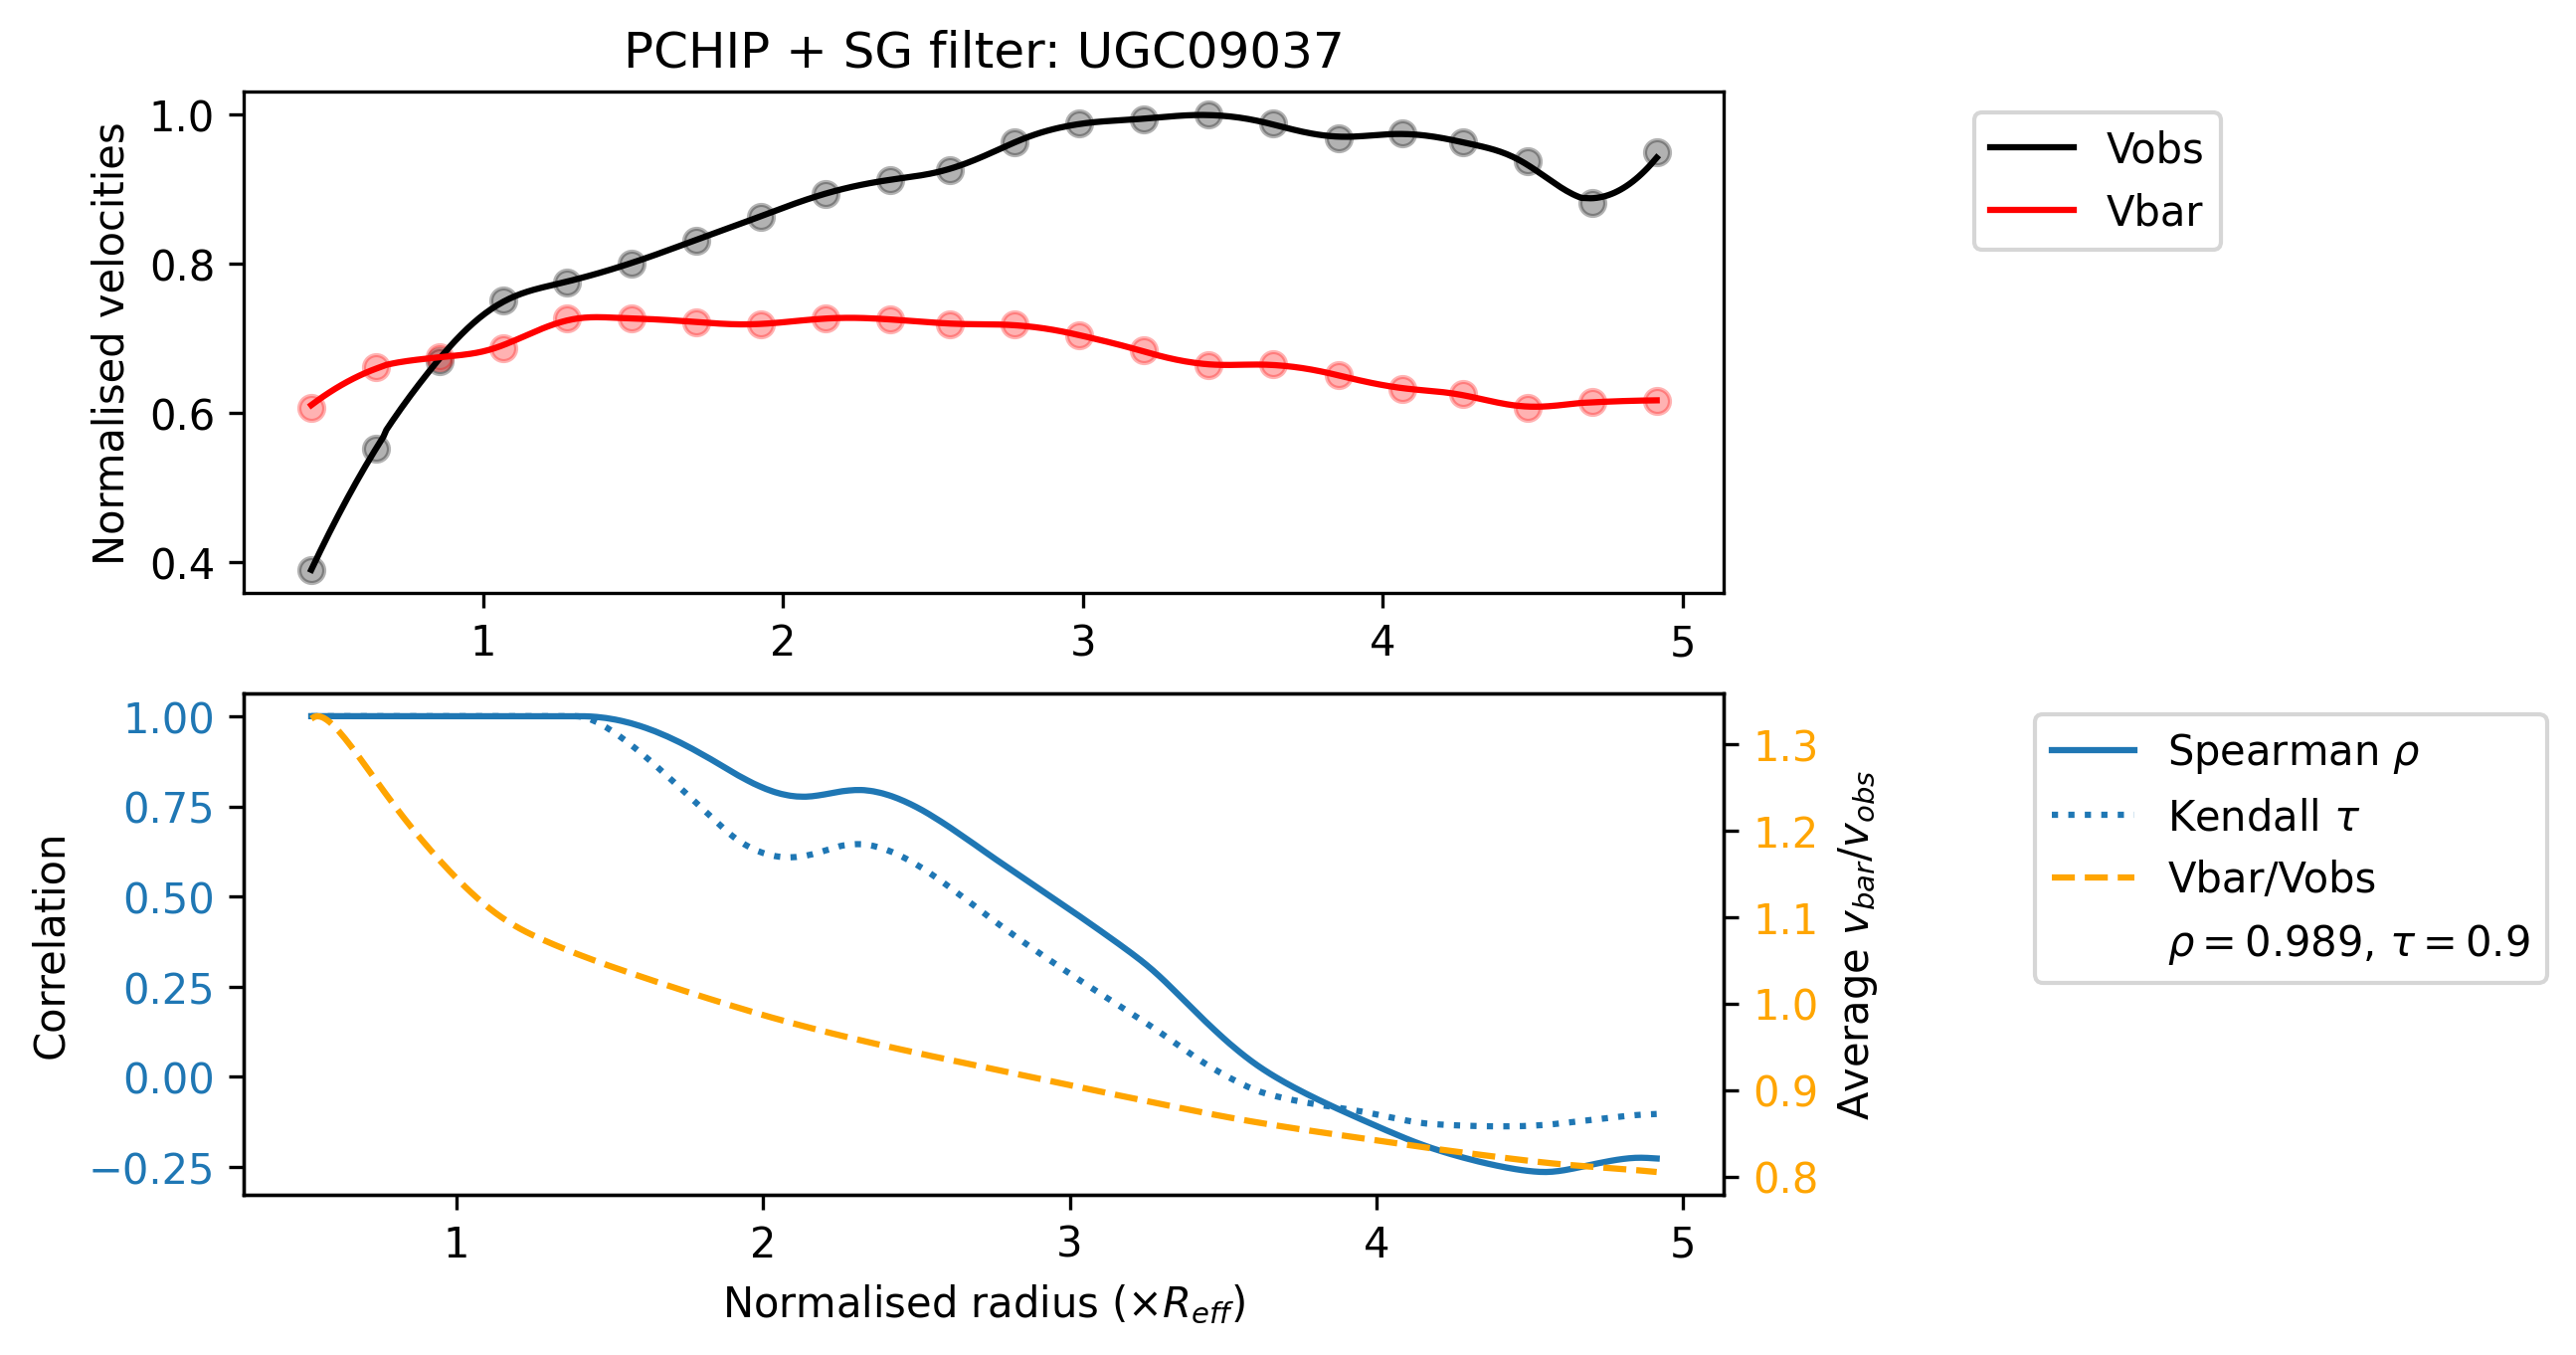 PCHIP + SG filter: UGC09037
Normalised velocities
1.0
0.8
0.6
0.4
1 2 3 4 5
Vobs
Vbar
Correlation
1.00
0.75
0.50
0.25
0.00
−0.25
1 2 3 4 5
Normalised radius (×R_eff)
1.3
1.2
1.1
1.0
0.9
0.8
Average v_bar/v_obs
Spearman ρ
Kendall τ
Vbar/Vobs
ρ = 0.989, τ = 0.9